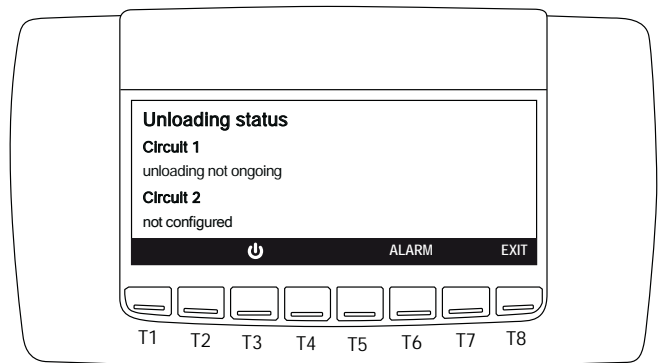 Unloading status
Circuit 1
unloading not ongoing
Circuit 2
not configured
ALARM EXIT
T1 T2 T3 T4 T5 T6 T7 T8